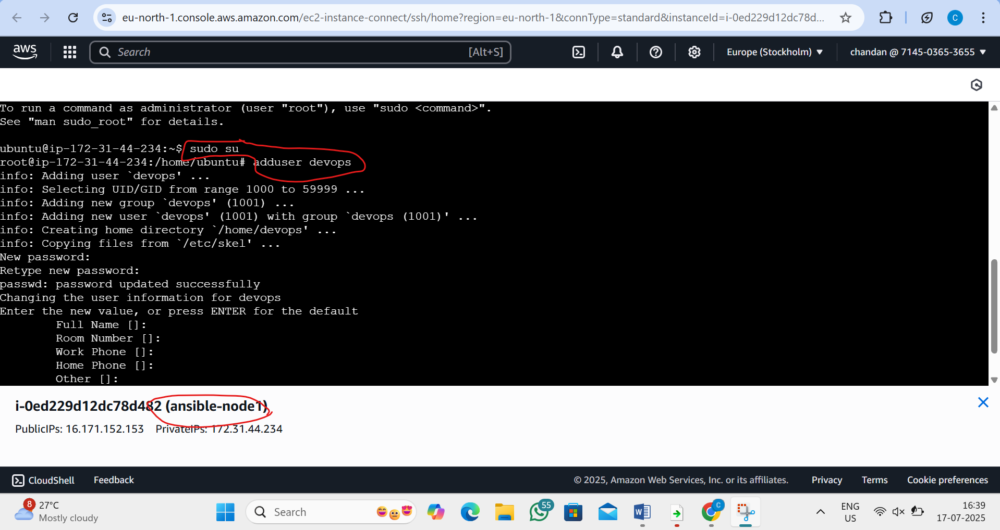 eu-north-1.console.aws.amazon.com/ec2-instance-connect/ssh/home?region=eu-north-1&connType=standard&instanceId=i-0ed229d12dc78d...
C
aws
Search
[Alt+S]
Europe (Stockholm) ▼
chandan @ 7145-0365-3655 ▼
To run a command as administrator (user "root"), use "sudo <command>".
See "man sudo_root" for details.
ubuntu@ip-172-31-44-234:~$ sudo su
root@ip-172-31-44-234:/home/ubuntu# adduser devops
info: Adding user `devops' ...
info: Selecting UID/GID from range 1000 to 59999 ...
info: Adding new group `devops' (1001) ...
info: Adding new user `devops' (1001) with group `devops (1001)' ...
info: Creating home directory `/home/devops' ...
info: Copying files from `/etc/skel' ...
New password:
Retype new password:
passwd: password updated successfully
Changing the user information for devops
Enter the new value, or press ENTER for the default
Full Name []:
Room Number []:
Work Phone []:
Home Phone []:
Other []:
i-0ed229d12dc78d482 (ansible-node1)
PublicIPs: 16.171.152.153 PrivateIPs: 172.31.44.234
CloudShell
Feedback
© 2025, Amazon Web Services, Inc. or its affiliates.
Privacy
Terms
Cookie preferences
8
27°C
Mostly cloudy
Search
55
W
C
ENG
US
16:39
17-07-2025